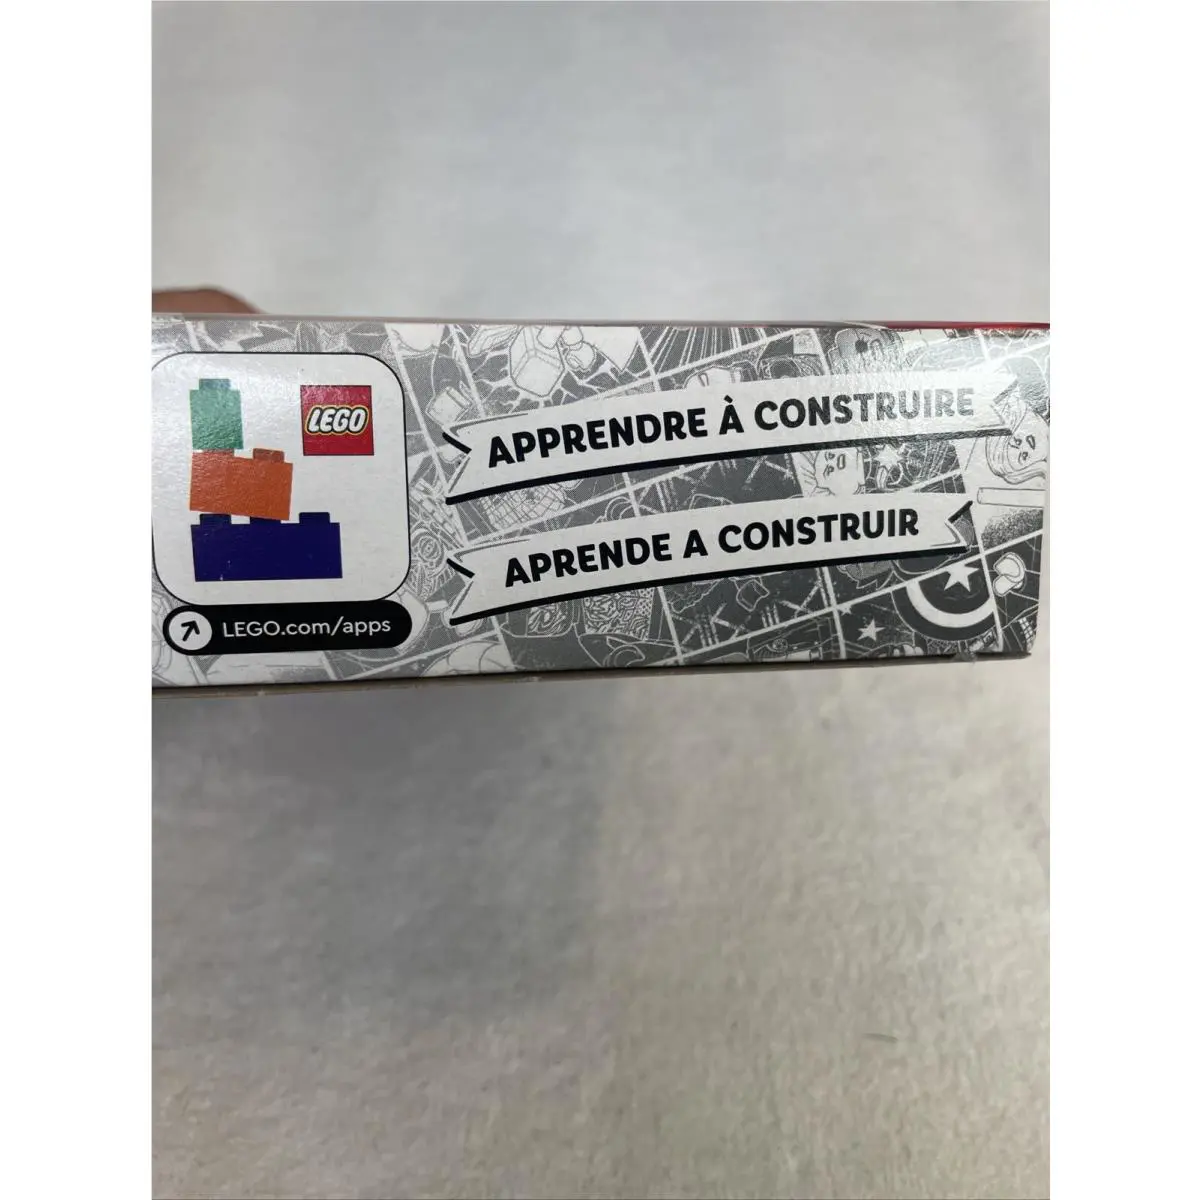 LEGO
APPRENDRE À CONSTRUIRE
APRENDE A CONSTRUIR
LEGO.com/apps